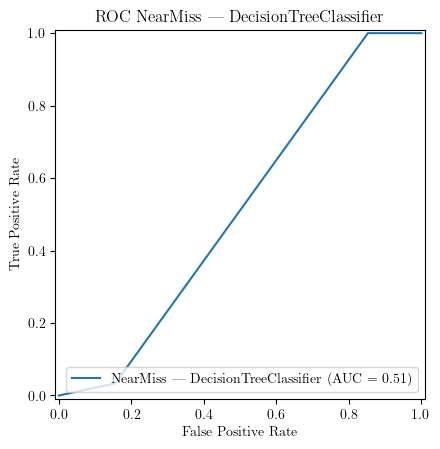 ROC NearMiss — DecisionTreeClassifier
1.0
0.8
0.6
0.4
0.2
0.0
True Positive Rate
NearMiss — DecisionTreeClassifier (AUC = 0.51)
0.0 0.2 0.4 0.6 0.8 1.0
False Positive Rate